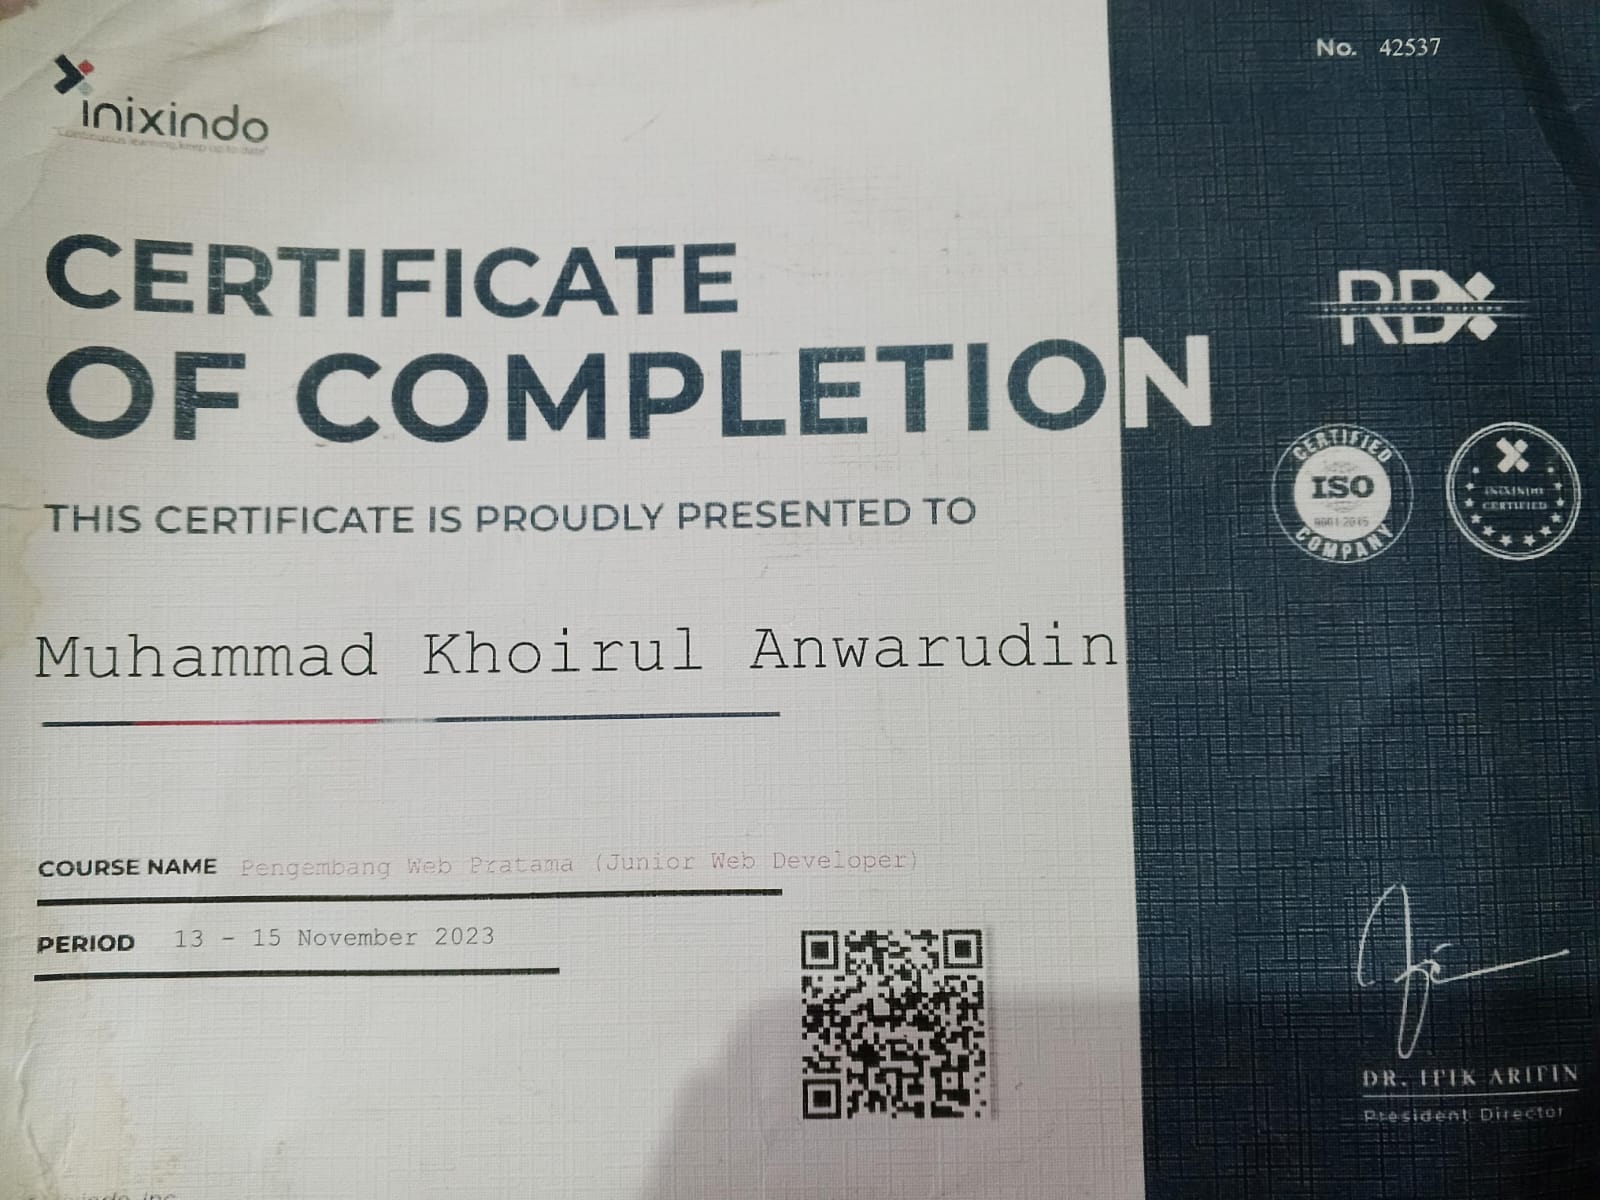 No. 42537
inixindo
"Continuous learning, keep up to date"
CERTIFICATE
OF COMPLETION
RBX
CERTIFIED
ISO
9001:2015
COMPANY
INIXINDO
CERTIFIED
THIS CERTIFICATE IS PROUDLY PRESENTED TO
Muhammad Khoirul Anwarudin
COURSE NAME Pengembang Web Pratama (Junior Web Developer)
PERIOD 13 - 15 November 2023
DR. IPIK ARIFIN
President Director